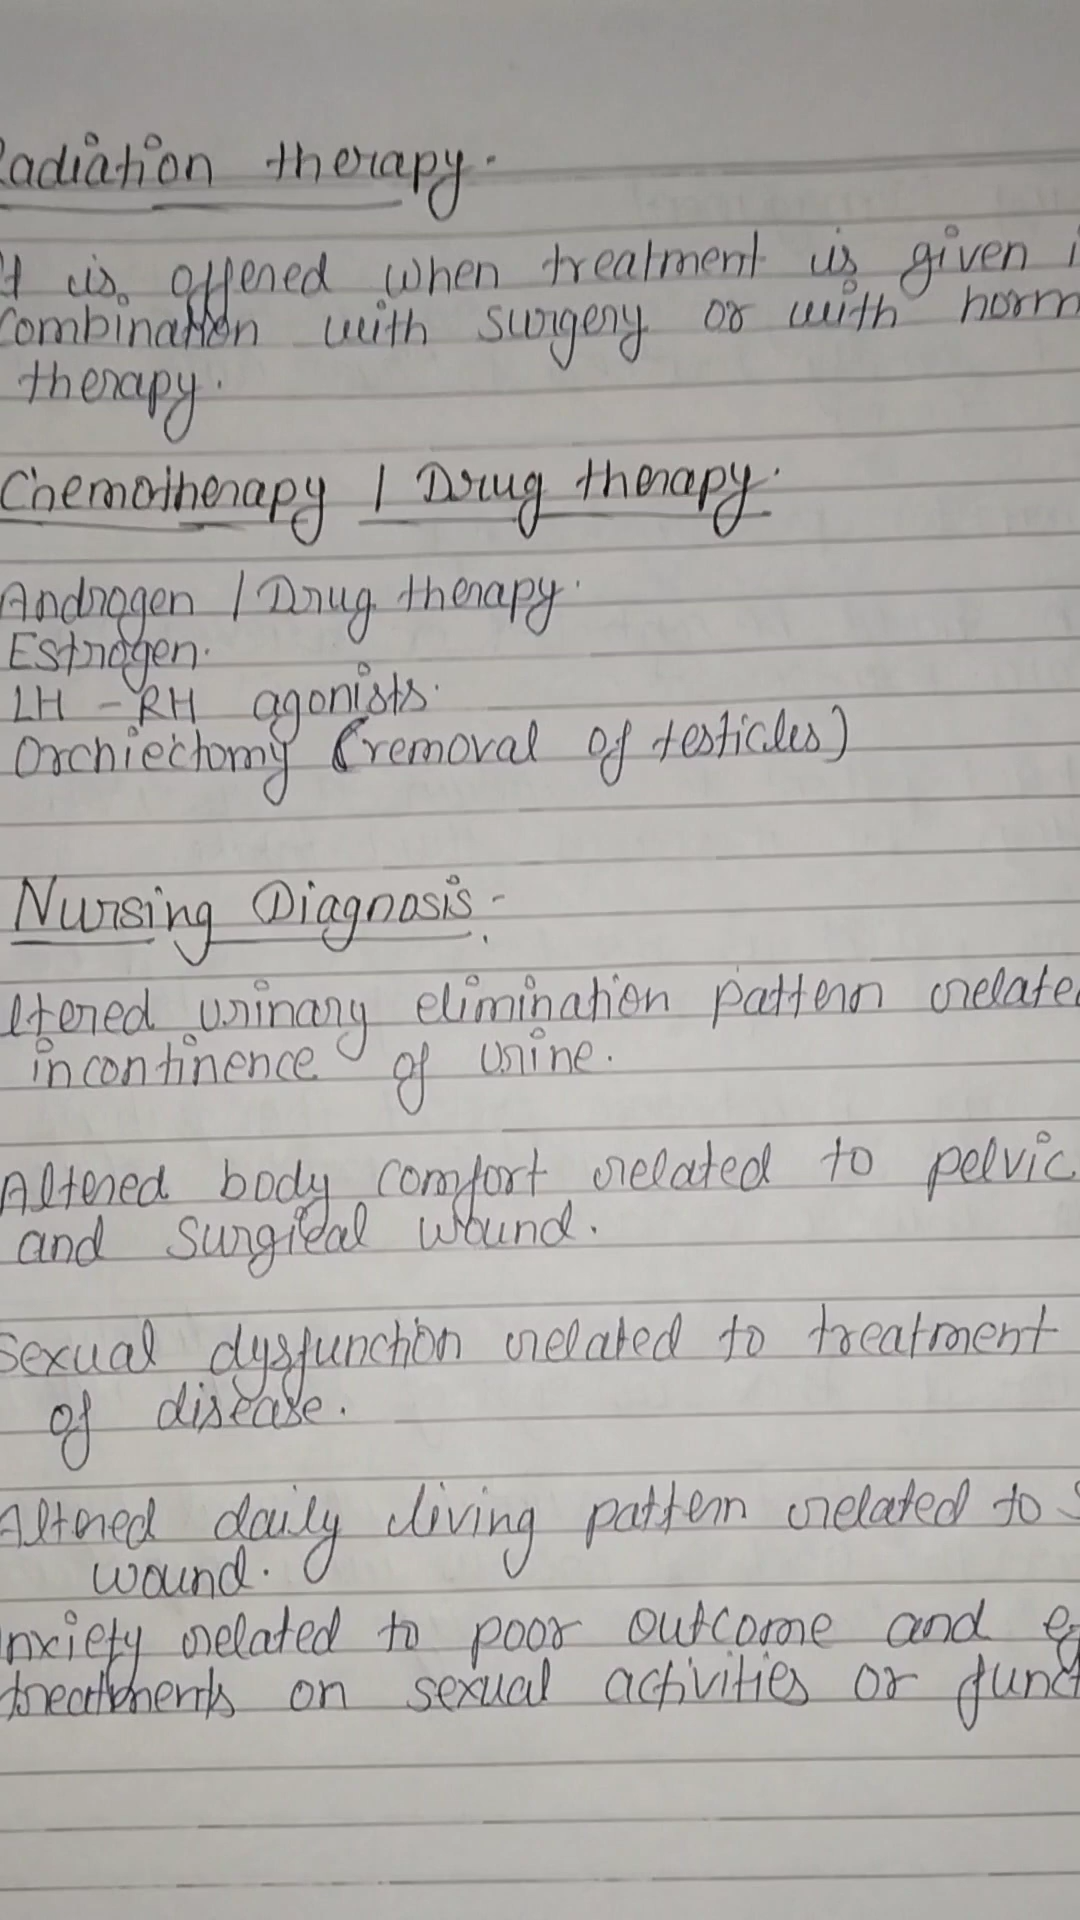 Radiation therapy.
It is offered when treatment is given i
Combination with surgery or with horm
therapy.
Chemotherapy / Drug therapy.
Androgen / Drug therapy.
Estrogen.
LH - RH agonists.
Orchiectomy (removal of testicles)
Nursing Diagnosis :-
ltered urinary elimination pattern relate
incontinence of urine.
Altered body comfort related to pelvic
and surgical wound.
Sexual dysfunction related to treatment
of disease.
Altered daily living pattern related to S
wound.
nxiety related to poor outcome and e
treatments on sexual activities or funct